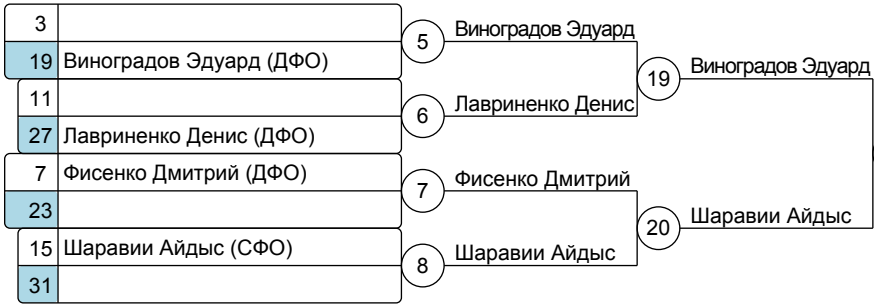 3
19 Виноградов Эдуард (ДФО)
11
27 Лавриненко Денис (ДФО)
7 Фисенко Дмитрий (ДФО)
23
15 Шаравии Айдыс (СФО)
31
5 Виноградов Эдуард
6 Лавриненко Денис
7 Фисенко Дмитрий
8 Шаравии Айдыс
19 Виноградов Эдуард
20 Шаравии Айдыс